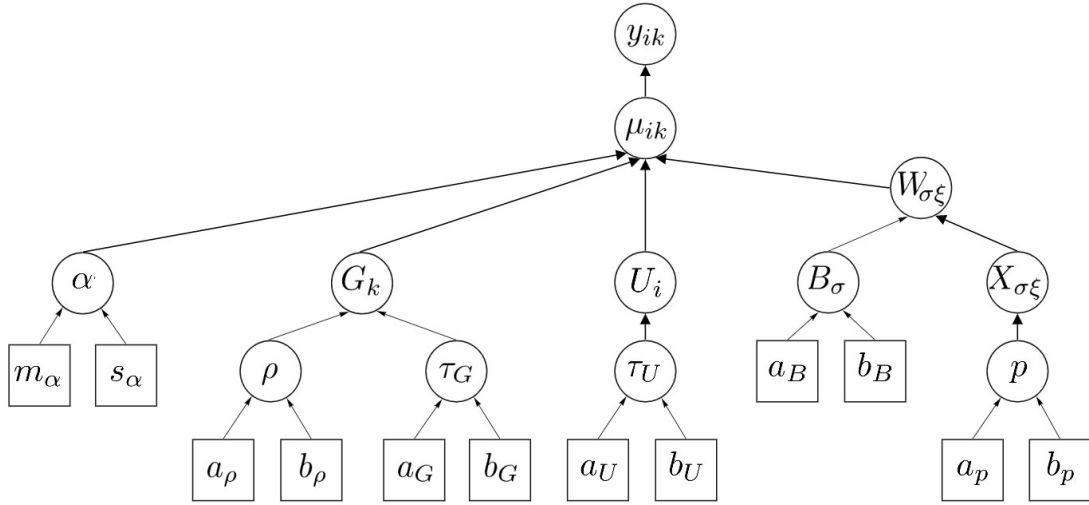 y_{ik}
μ_{ik}
W_{σξ}
α G_k U_i B_σ X_{σξ}
m_α s_α ρ τ_G τ_U a_B b_B p
a_ρ b_ρ a_G b_G a_U b_U a_p b_p